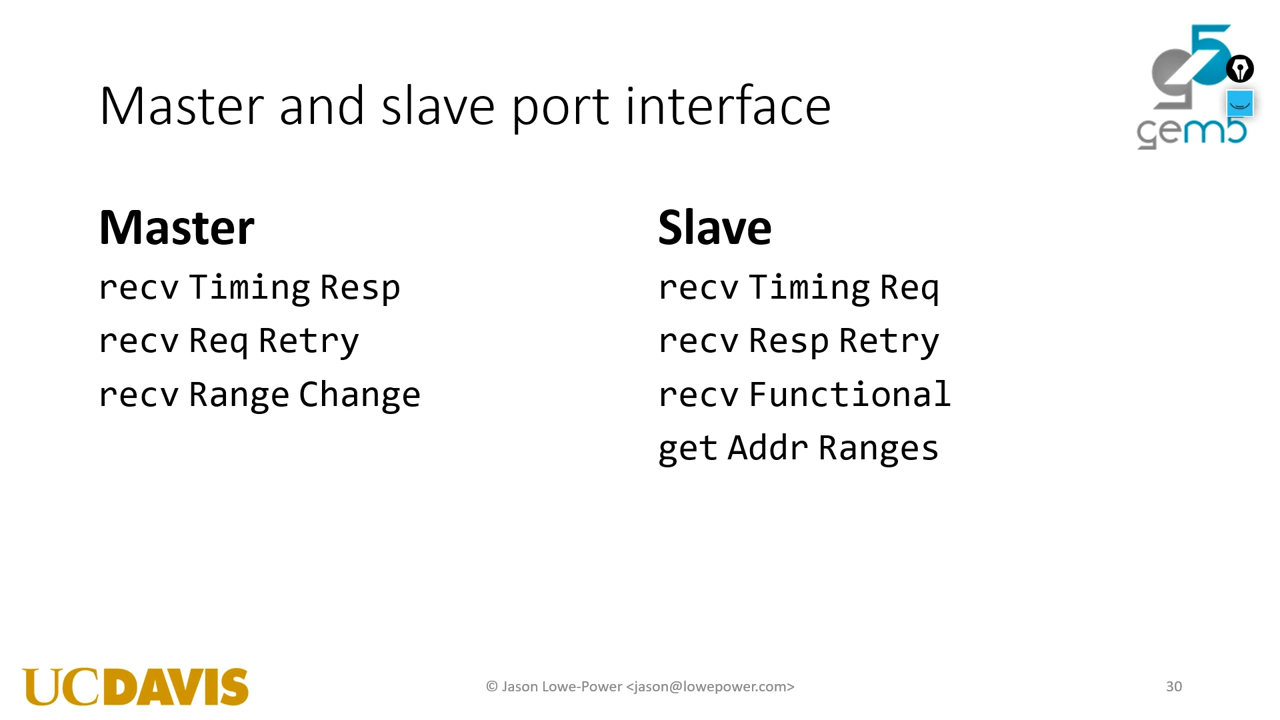 Master and slave port interface
gem5
Master
recv Timing Resp
recv Req Retry
recv Range Change
Slave
recv Timing Req
recv Resp Retry
recv Functional
get Addr Ranges
UCDAVIS
© Jason Lowe-Power <jason@lowepower.com>
30